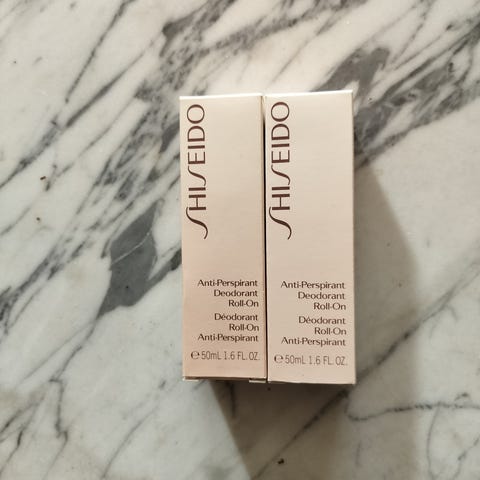 SHISEIDO
Anti-Perspirant
Deodorant
Roll-On
Déodorant
Roll-On
Anti-Perspirant
℮ 50mL 1.6 FL. OZ.
SHISEIDO
Anti-Perspirant
Deodorant
Roll-On
Déodorant
Roll-On
Anti-Perspirant
℮ 50mL 1.6 FL. OZ.